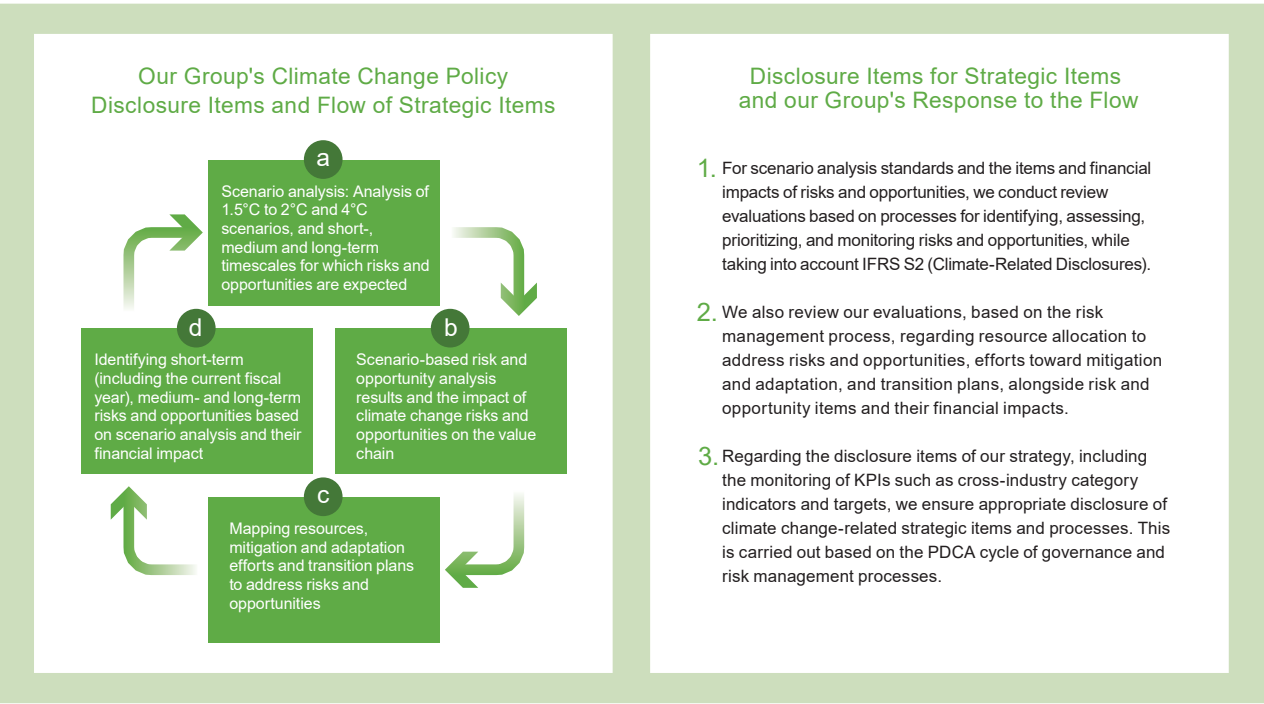 Our Group's Climate Change Policy
Disclosure Items and Flow of Strategic Items
a
Scenario analysis: Analysis of
1.5°C to 2°C and 4°C
scenarios, and short-,
medium and long-term
timescales for which risks and
opportunities are expected
b
Scenario-based risk and
opportunity analysis
results and the impact of
climate change risks and
opportunities on the value
chain
c
Mapping resources,
mitigation and adaptation
efforts and transition plans
to address risks and
opportunities
d
Identifying short-term
(including the current fiscal
year), medium- and long-term
risks and opportunities based
on scenario analysis and their
financial impact
Disclosure Items for Strategic Items
and our Group's Response to the Flow
1. For scenario analysis standards and the items and financial
impacts of risks and opportunities, we conduct review
evaluations based on processes for identifying, assessing,
prioritizing, and monitoring risks and opportunities, while
taking into account IFRS S2 (Climate-Related Disclosures).
2. We also review our evaluations, based on the risk
management process, regarding resource allocation to
address risks and opportunities, efforts toward mitigation
and adaptation, and transition plans, alongside risk and
opportunity items and their financial impacts.
3. Regarding the disclosure items of our strategy, including
the monitoring of KPIs such as cross-industry category
indicators and targets, we ensure appropriate disclosure of
climate change-related strategic items and processes. This
is carried out based on the PDCA cycle of governance and
risk management processes.